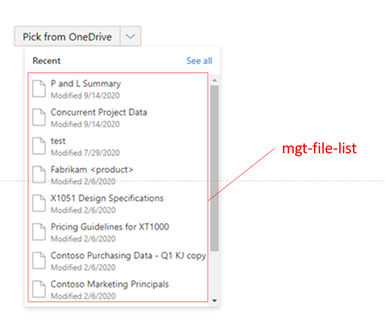 Pick from OneDrive
Recent
See all
P and L Summary
Modified 9/14/2020
Concurrent Project Data
Modified 9/14/2020
test
Modified 7/29/2020
Fabrikam <product>
Modified 2/6/2020
X1051 Design Specifications
Modified 2/6/2020
Pricing Guidelines for XT1000
Modified 2/6/2020
Contoso Purchasing Data - Q1 KJ copy
Modified 2/6/2020
Contoso Marketing Principals
Modified 2/6/2020
mgt-file-list